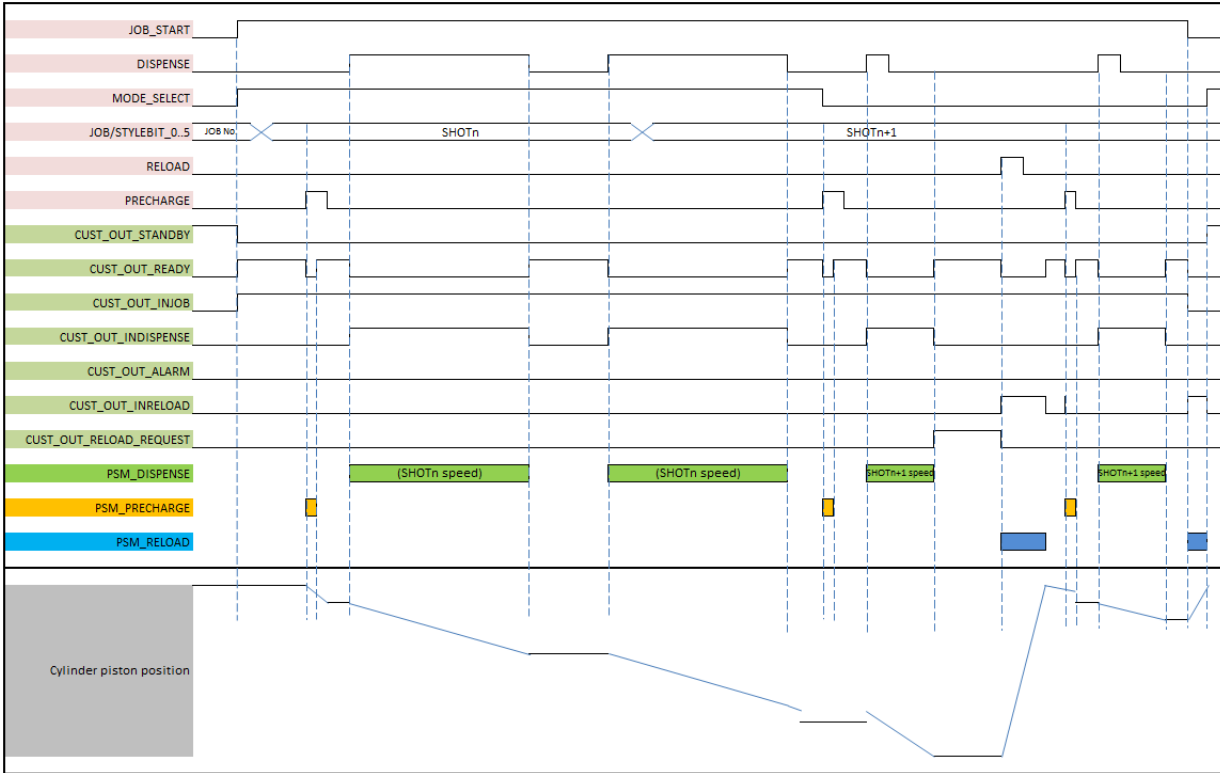 JOB_START
DISPENSE
MODE_SELECT
JOB/STYLEBIT_0..5 JOB No. SHOTn SHOTn+1
RELOAD
PRECHARGE
CUST_OUT_STANDBY
CUST_OUT_READY
CUST_OUT_INJOB
CUST_OUT_INDISPENSE
CUST_OUT_ALARM
CUST_OUT_INRELOAD
CUST_OUT_RELOAD_REQUEST
PSM_DISPENSE (SHOTn speed) (SHOTn speed) SHOTn+1 speed SHOTn+1 speed
PSM_PRECHARGE
PSM_RELOAD
Cylinder piston position